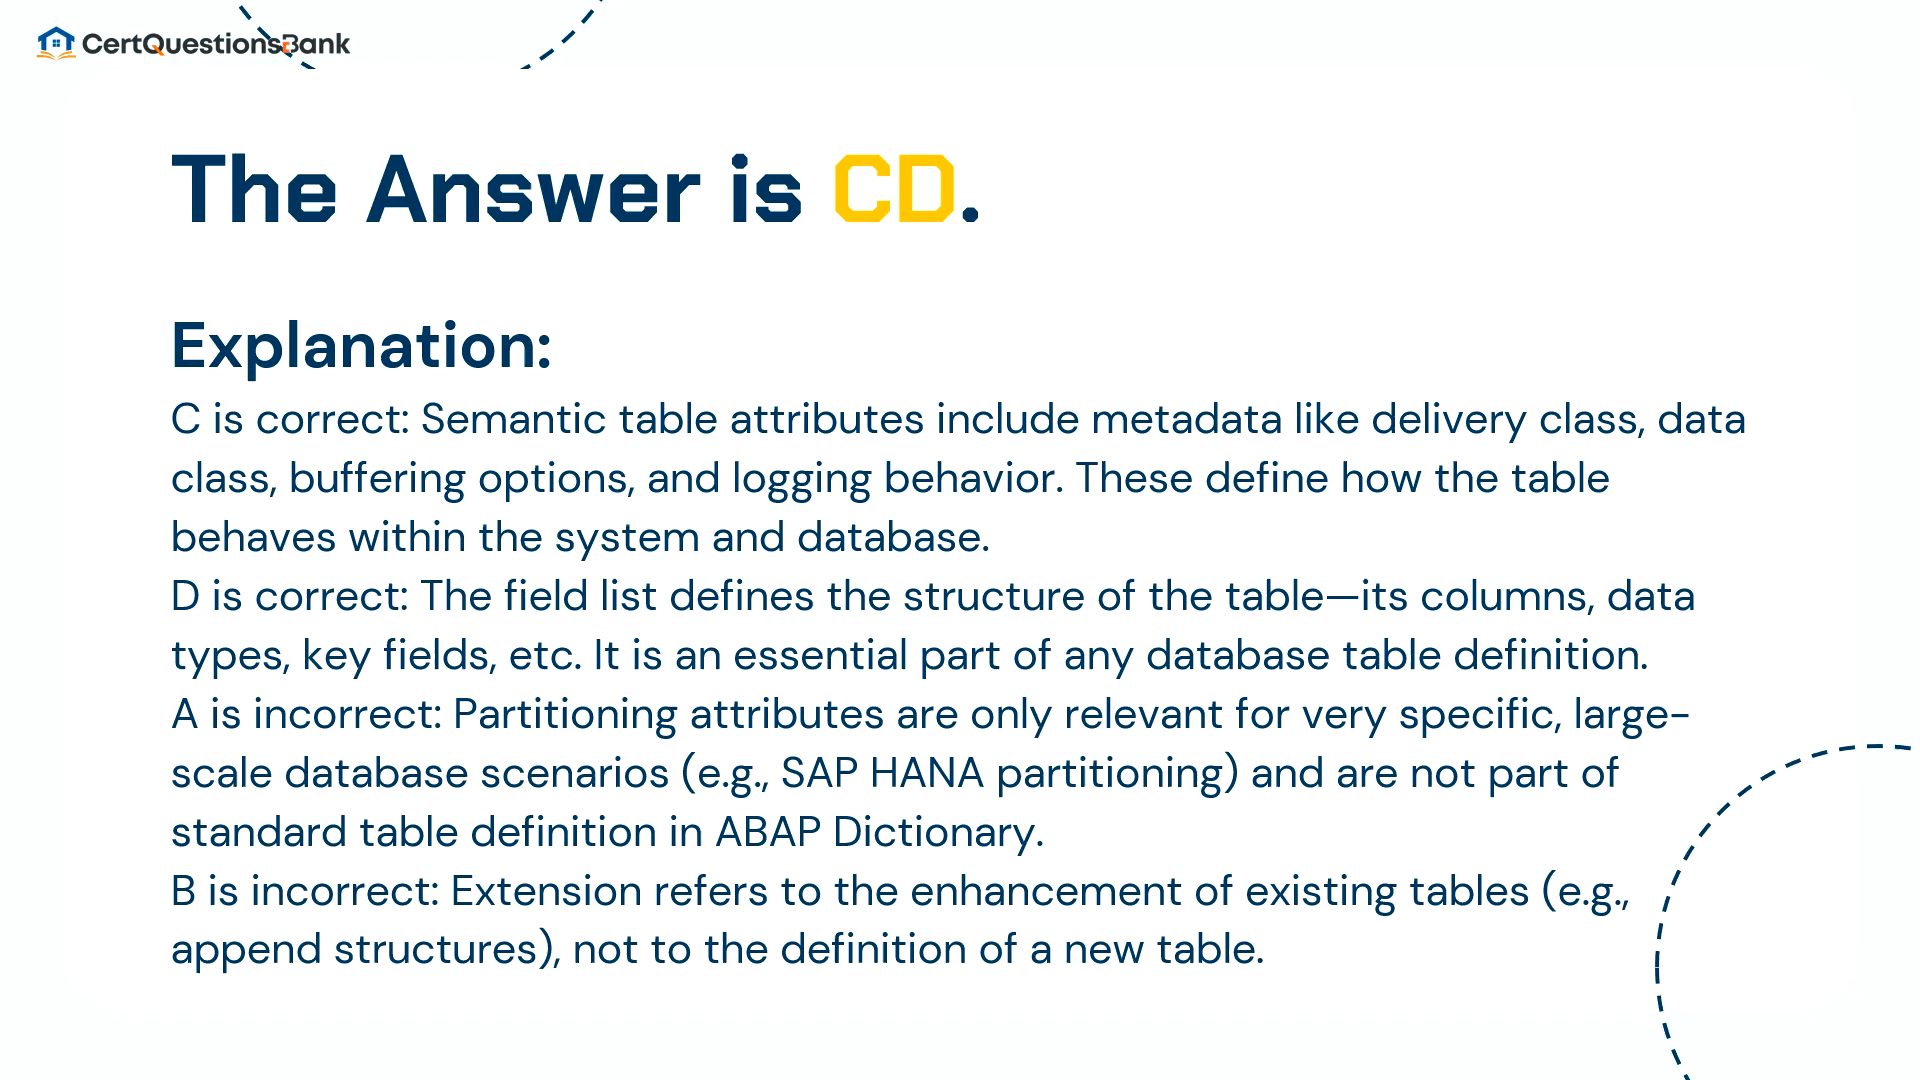 CertQuestionsBank
The Answer is CD.
Explanation:
C is correct: Semantic table attributes include metadata like delivery class, data
class, buffering options, and logging behavior. These define how the table
behaves within the system and database.
D is correct: The field list defines the structure of the table—its columns, data
types, key fields, etc. It is an essential part of any database table definition.
A is incorrect: Partitioning attributes are only relevant for very specific, large-
scale database scenarios (e.g., SAP HANA partitioning) and are not part of
standard table definition in ABAP Dictionary.
B is incorrect: Extension refers to the enhancement of existing tables (e.g.,
append structures), not to the definition of a new table.